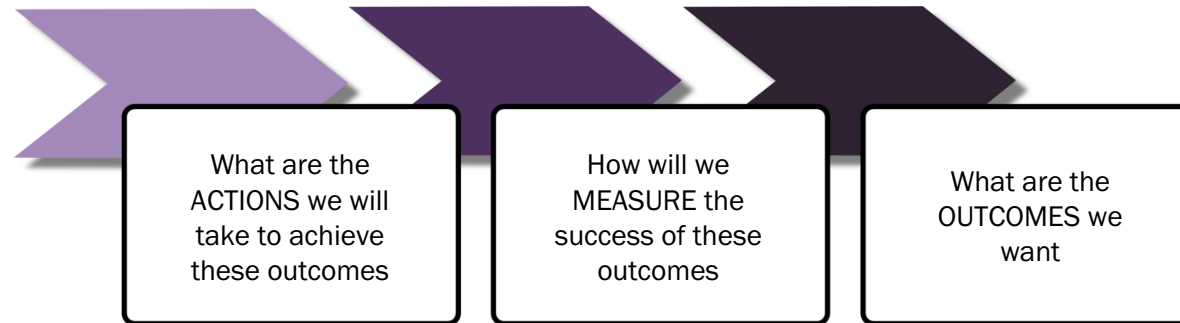 What are the
ACTIONS we will
take to achieve
these outcomes
How will we
MEASURE the
success of these
outcomes
What are the
OUTCOMES we
want